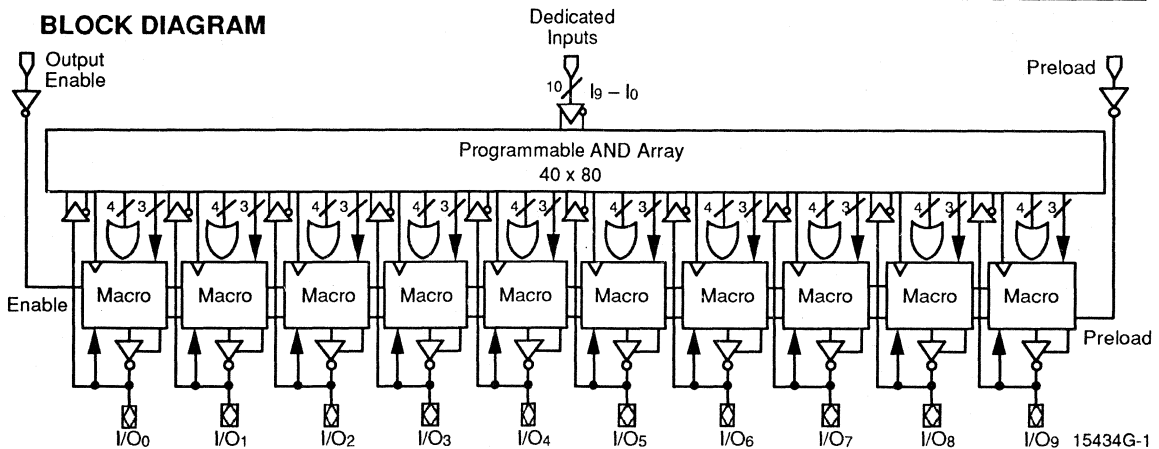 BLOCK DIAGRAM
Dedicated
Inputs
Output
Enable
Preload
10 I9 – I0
Programmable AND Array
40 x 80
4 3 4 3 4 3 4 3 4 3 4 3 4 3 4 3 4 3 4 3
Macro Macro Macro Macro Macro Macro Macro Macro Macro Macro
Enable
Preload
I/O0 I/O1 I/O2 I/O3 I/O4 I/O5 I/O6 I/O7 I/O8 I/O9 15434G-1